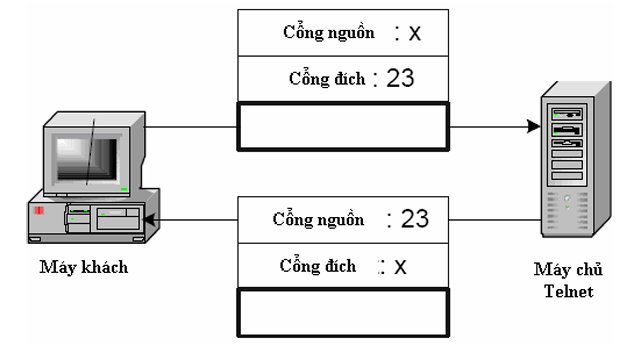 Cổng nguồn : x
Cổng đích : 23
Cổng nguồn : 23
Cổng đích : x
Máy khách
Máy chủ
Telnet